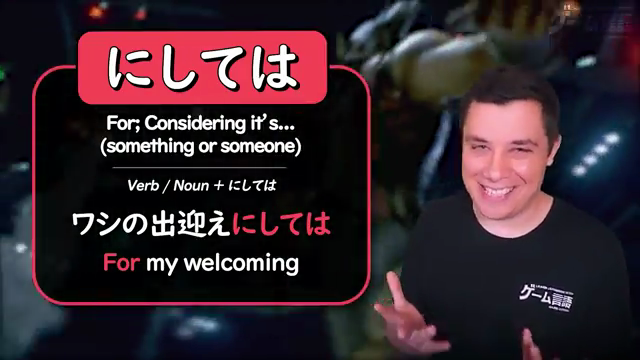 にしては
For; Considering it's...
(something or someone)
Verb / Noun + にしては
ワシの出迎えにしては
For my welcoming
ゲーム言語